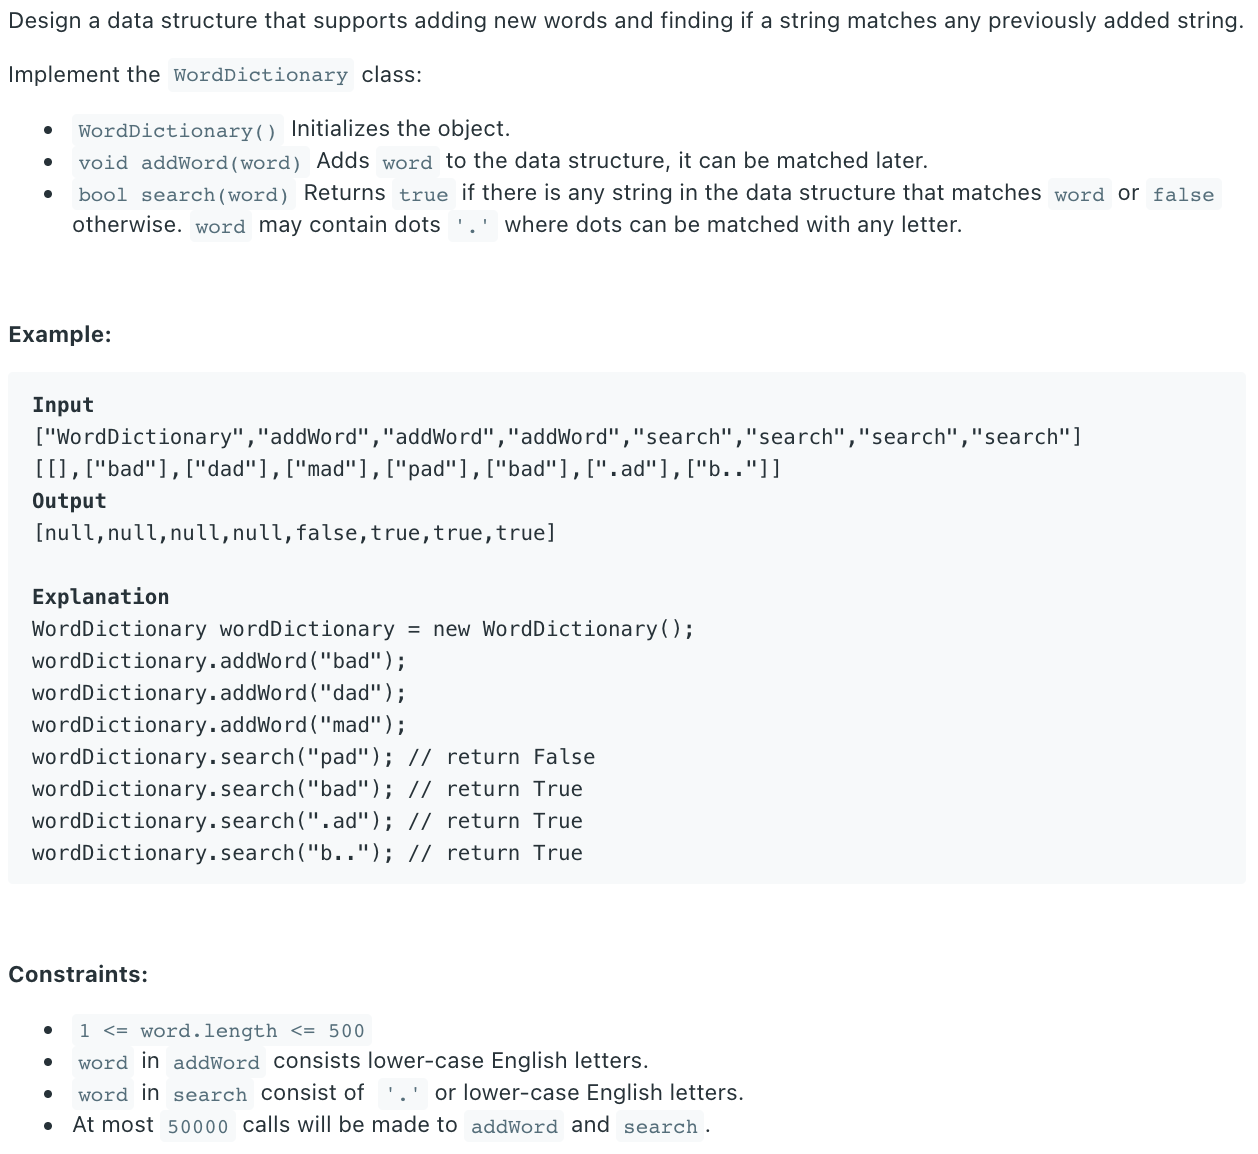 Design a data structure that supports adding new words and finding if a string matches any previously added string.
Implement the WordDictionary class:
• WordDictionary() Initializes the object.
• void addWord(word) Adds word to the data structure, it can be matched later.
• bool search(word) Returns true if there is any string in the data structure that matches word or false
otherwise. word may contain dots '.' where dots can be matched with any letter.
Example:
Input
["WordDictionary","addWord","addWord","addWord","search","search","search","search"]
[[],["bad"],["dad"],["mad"],["pad"],["bad"],[".ad"],["b.."]]
Output
[null,null,null,null,false,true,true,true]
Explanation
WordDictionary wordDictionary = new WordDictionary();
wordDictionary.addWord("bad");
wordDictionary.addWord("dad");
wordDictionary.addWord("mad");
wordDictionary.search("pad"); // return False
wordDictionary.search("bad"); // return True
wordDictionary.search(".ad"); // return True
wordDictionary.search("b.."); // return True
Constraints:
• 1 <= word.length <= 500
• word in addWord consists lower-case English letters.
• word in search consist of '.' or lower-case English letters.
• At most 50000 calls will be made to addWord and search.